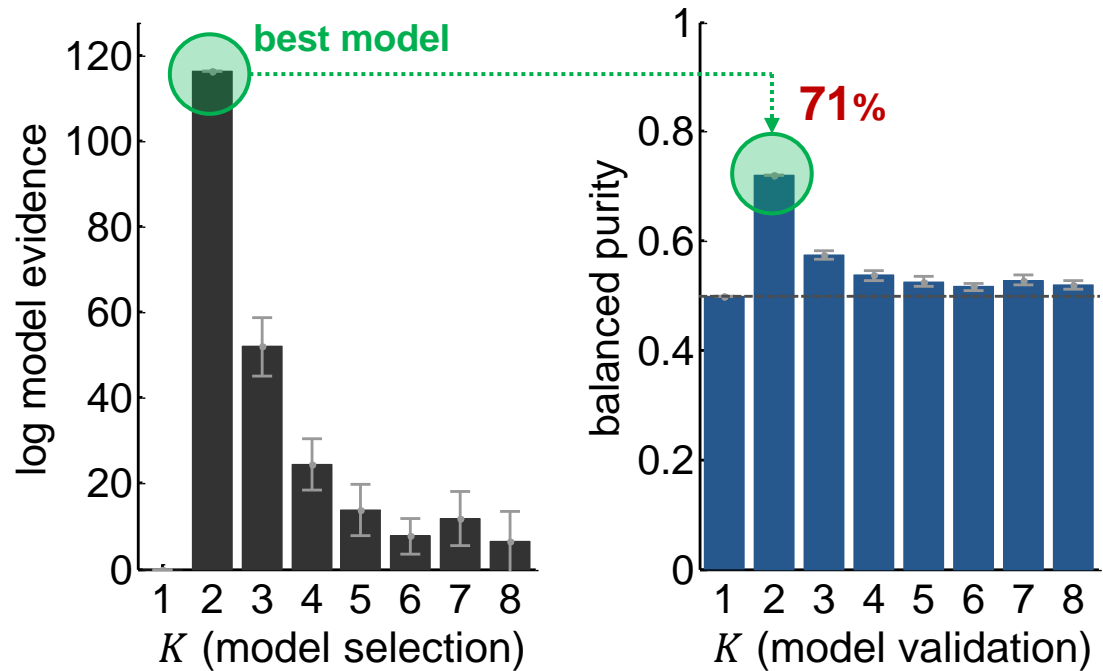 best model
71%
log model evidence
120
100
80
60
40
20
0
1 2 3 4 5 6 7 8
K (model selection)
balanced purity
1
0.8
0.6
0.4
0.2
0
1 2 3 4 5 6 7 8
K (model validation)